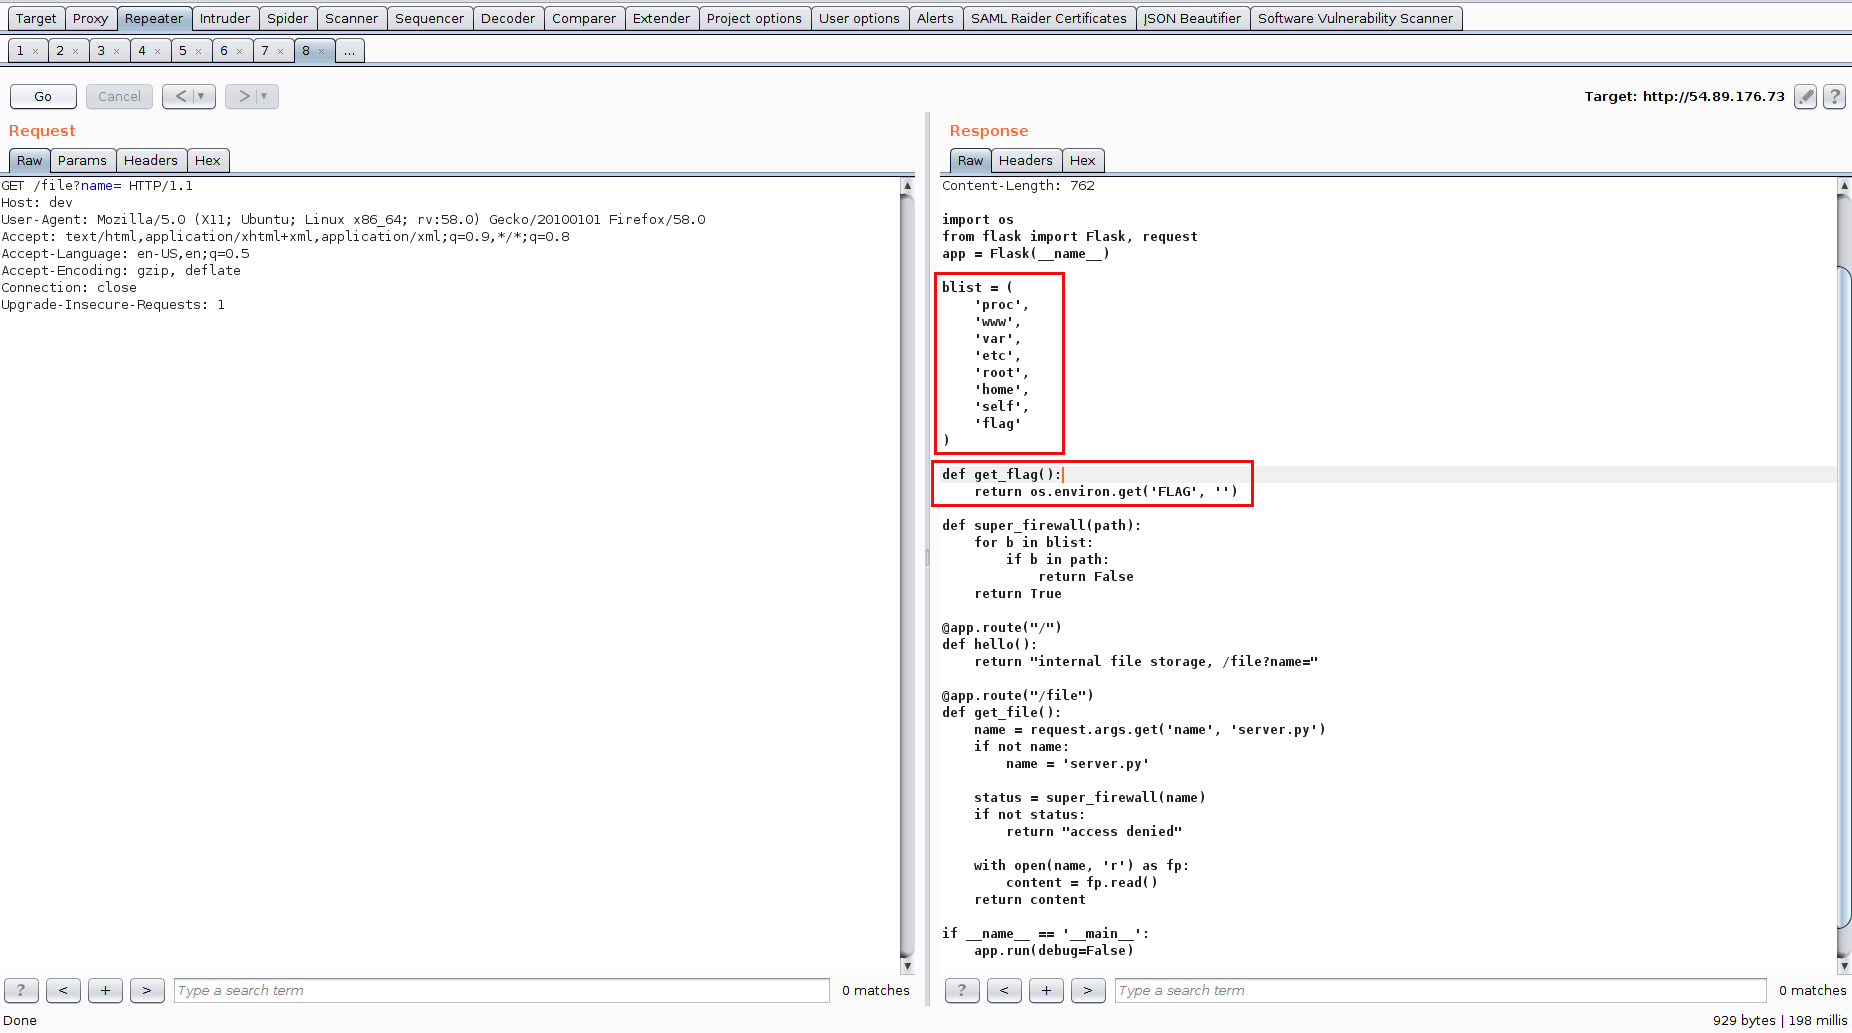 Target Proxy Repeater Intruder Spider Scanner Sequencer Decoder Comparer Extender Project options User options Alerts SAML Raider Certificates JSON Beautifier Software Vulnerability Scanner
1 × 2 × 3 × 4 × 5 × 6 × 7 × 8 × ...
Go Cancel < ▼ > ▼ Target: http://54.89.176.73 ?
Request
Raw Params Headers Hex
GET /file?name= HTTP/1.1
Host: dev
User-Agent: Mozilla/5.0 (X11; Ubuntu; Linux x86_64; rv:58.0) Gecko/20100101 Firefox/58.0
Accept: text/html,application/xhtml+xml,application/xml;q=0.9,*/*;q=0.8
Accept-Language: en-US,en;q=0.5
Accept-Encoding: gzip, deflate
Connection: close
Upgrade-Insecure-Requests: 1
? < + > Type a search term 0 matches
Response
Raw Headers Hex
Content-Length: 762

import os
from flask import Flask, request
app = Flask(__name__)

blist = (
    'proc',
    'www',
    'var',
    'etc',
    'root',
    'home',
    'self',
    'flag'
)

def get_flag():
    return os.environ.get('FLAG', '')

def super_firewall(path):
    for b in blist:
        if b in path:
            return False
    return True

@app.route("/")
def hello():
    return "internal file storage, /file?name="

@app.route("/file")
def get_file():
    name = request.args.get('name', 'server.py')
    if not name:
        name = 'server.py'

    status = super_firewall(name)
    if not status:
        return "access denied"

    with open(name, 'r') as fp:
        content = fp.read()
    return content

if __name__ == '__main__':
    app.run(debug=False)
? < + > Type a search term 0 matches
Done 929 bytes | 198 millis